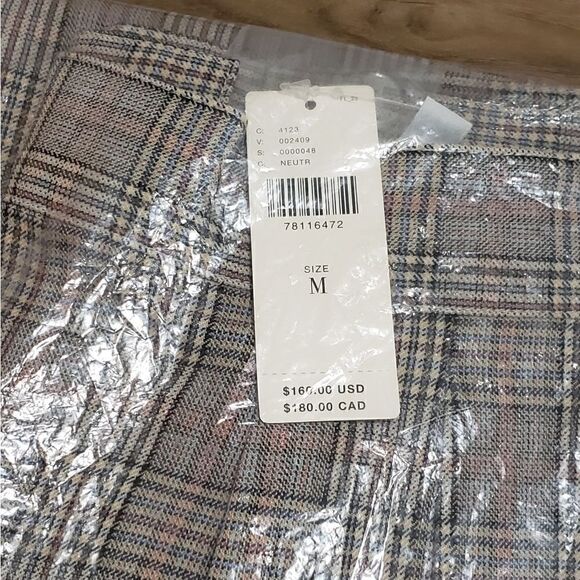 C: 4123
V: 002409
S: 0000048
C: NEUTR
78116472
SIZE
M
$160.00 USD
$180.00 CAD